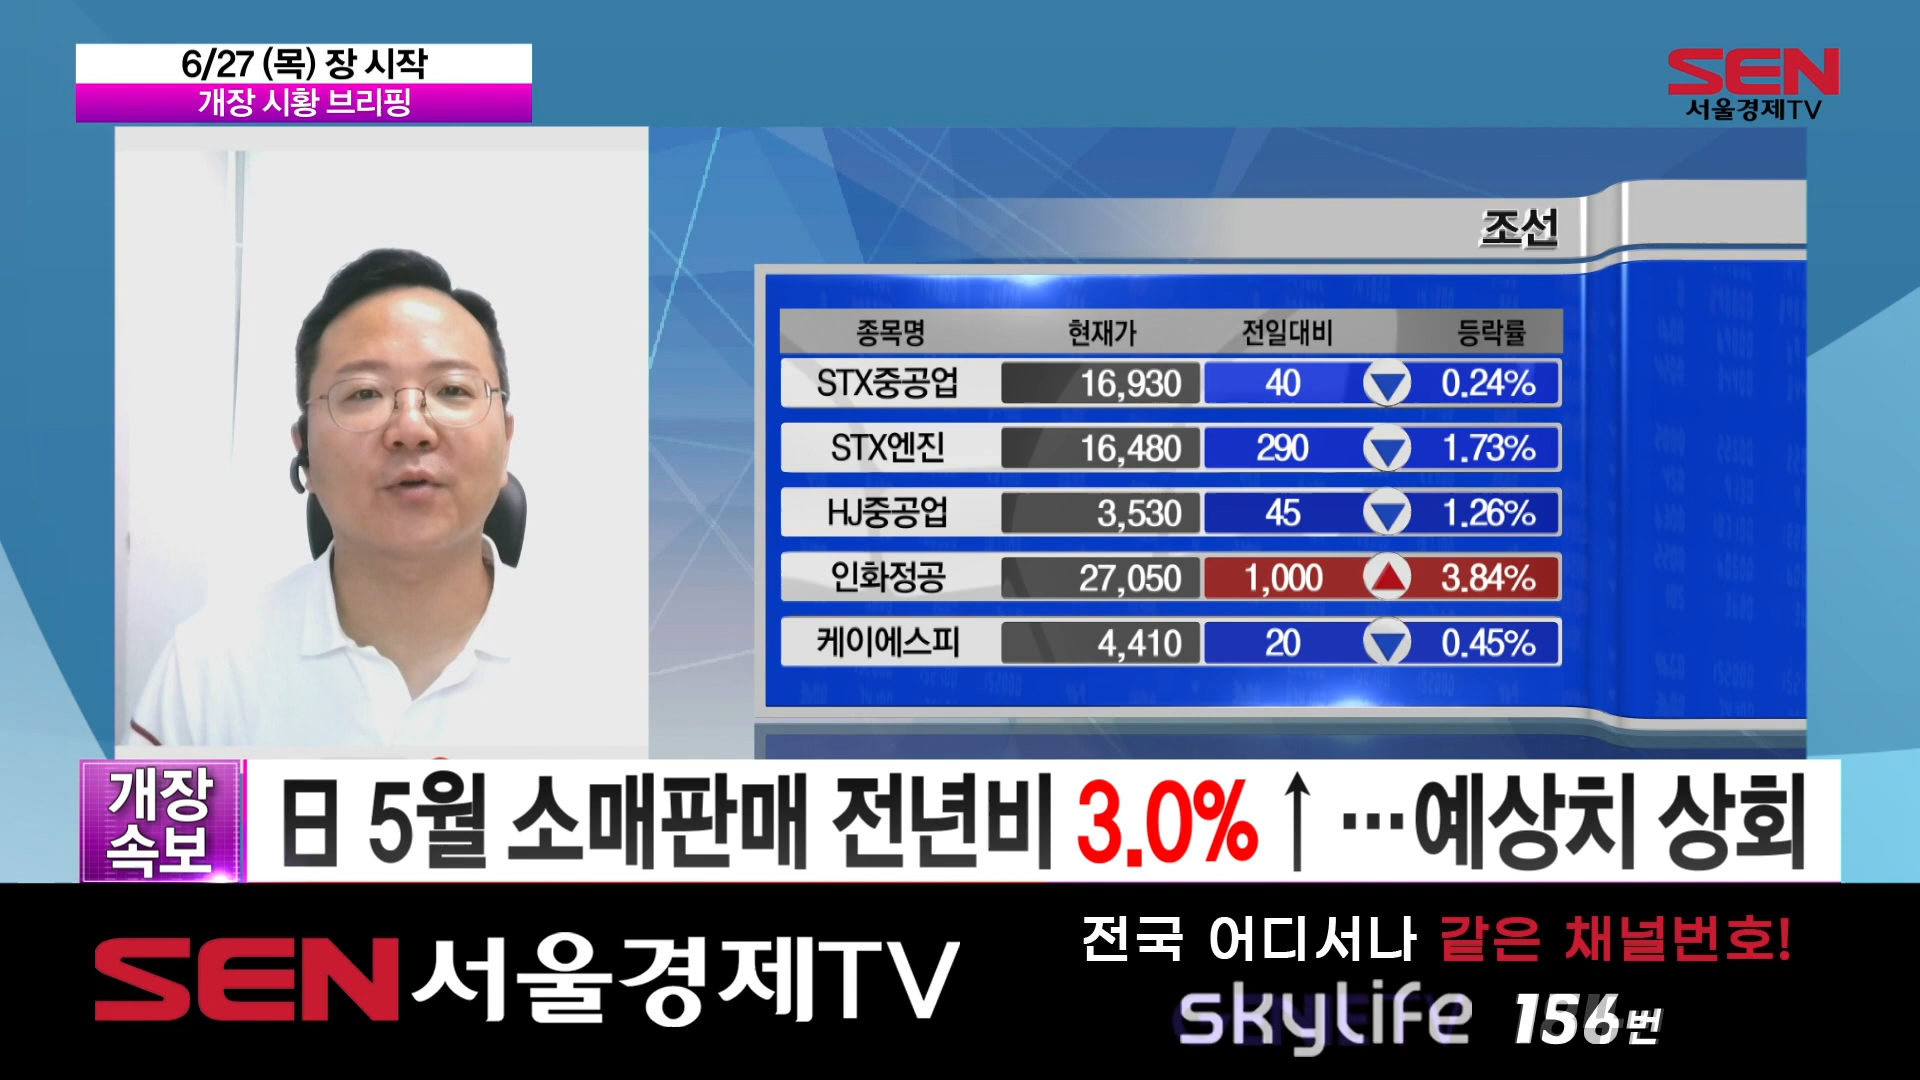 6/27 (목) 장 시작
개장 시황 브리핑
SEN
서울경제TV
조선
종목명 현재가 전일대비 등락률
STX중공업 16,930 40 ▼ 0.24%
STX엔진 16,480 290 ▼ 1.73%
HJ중공업 3,530 45 ▼ 1.26%
인화정공 27,050 1,000 ▲ 3.84%
케이에스피 4,410 20 ▼ 0.45%
개장
속보
日 5월 소매판매 전년비 3.0%↑…예상치 상회
SEN 서울경제TV
전국 어디서나 같은 채널번호!
skylife 156번